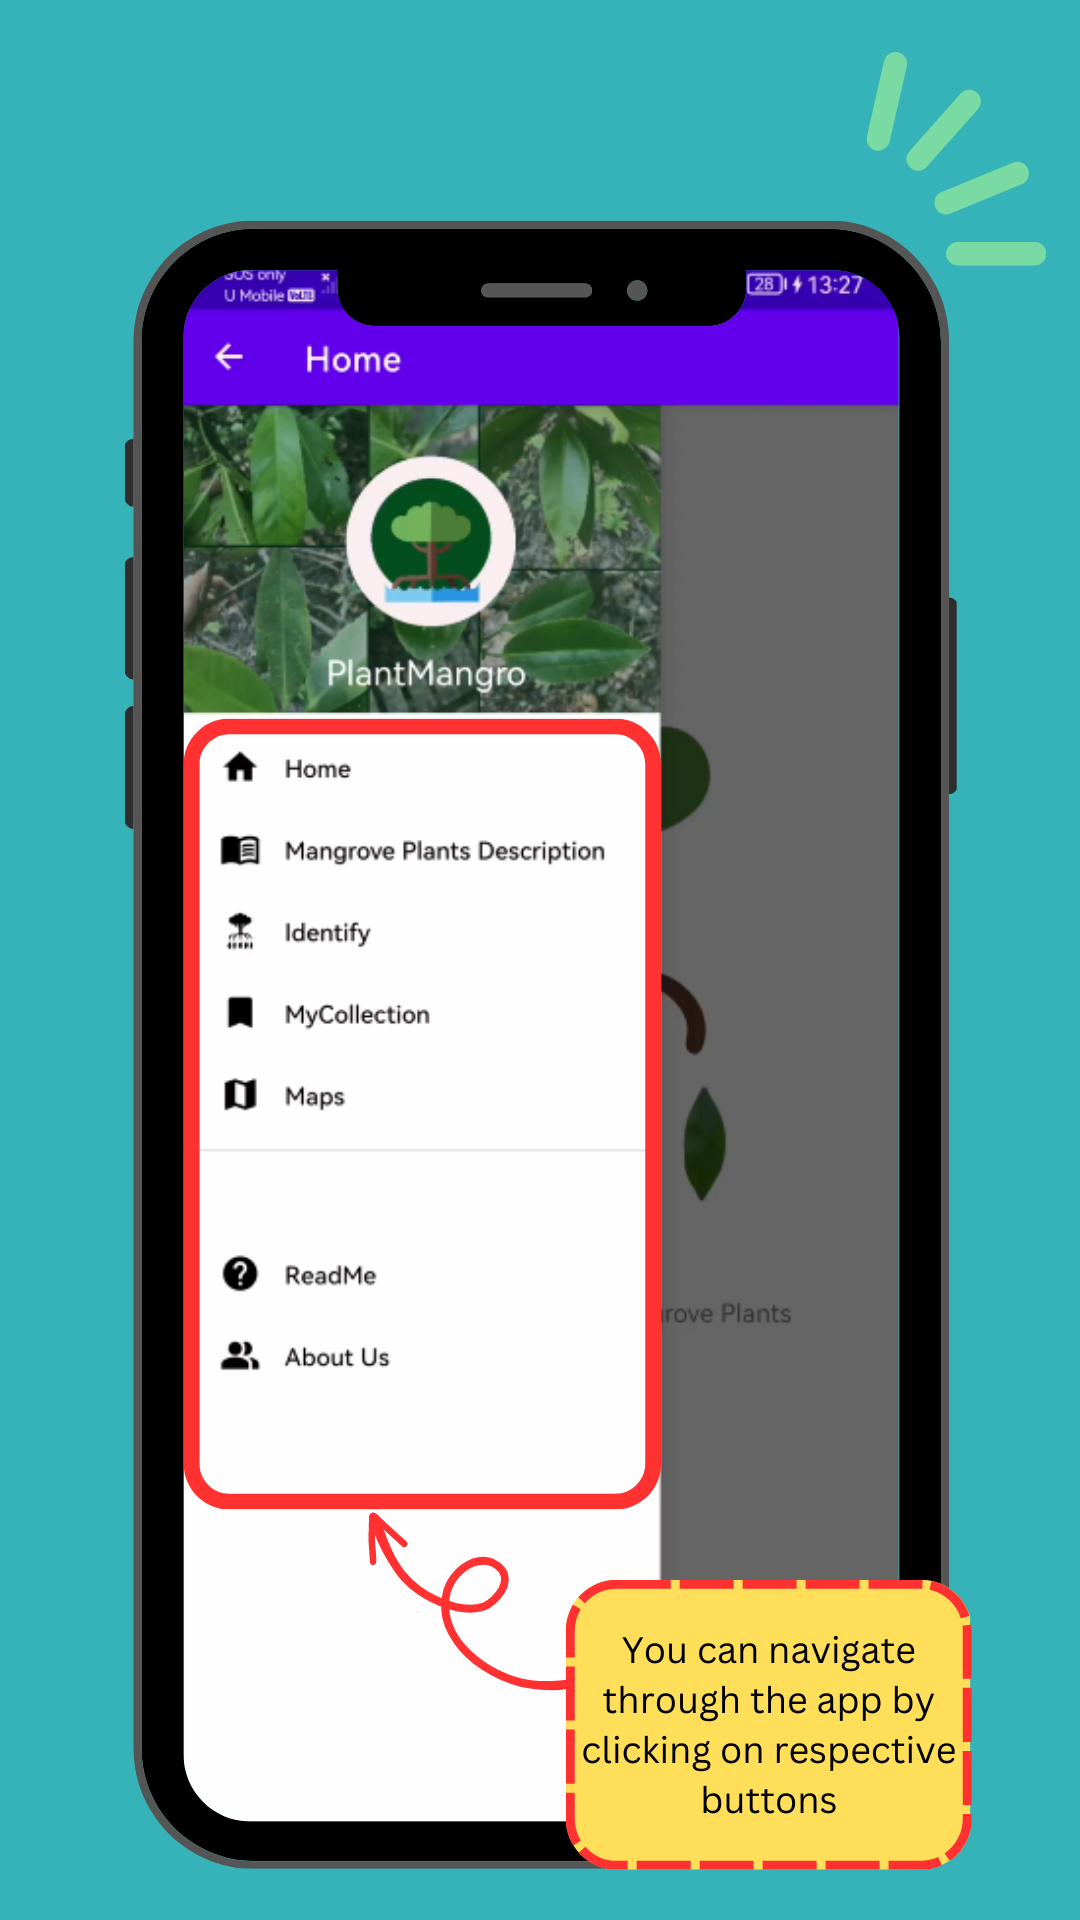 SOS only
U Mobile VoLTE
28 13:27
Home
PlantMangro
Home
Mangrove Plants Description
Identify
MyCollection
Maps
ReadMe
rove Plants
About Us
You can navigate
through the app by
clicking on respective
buttons